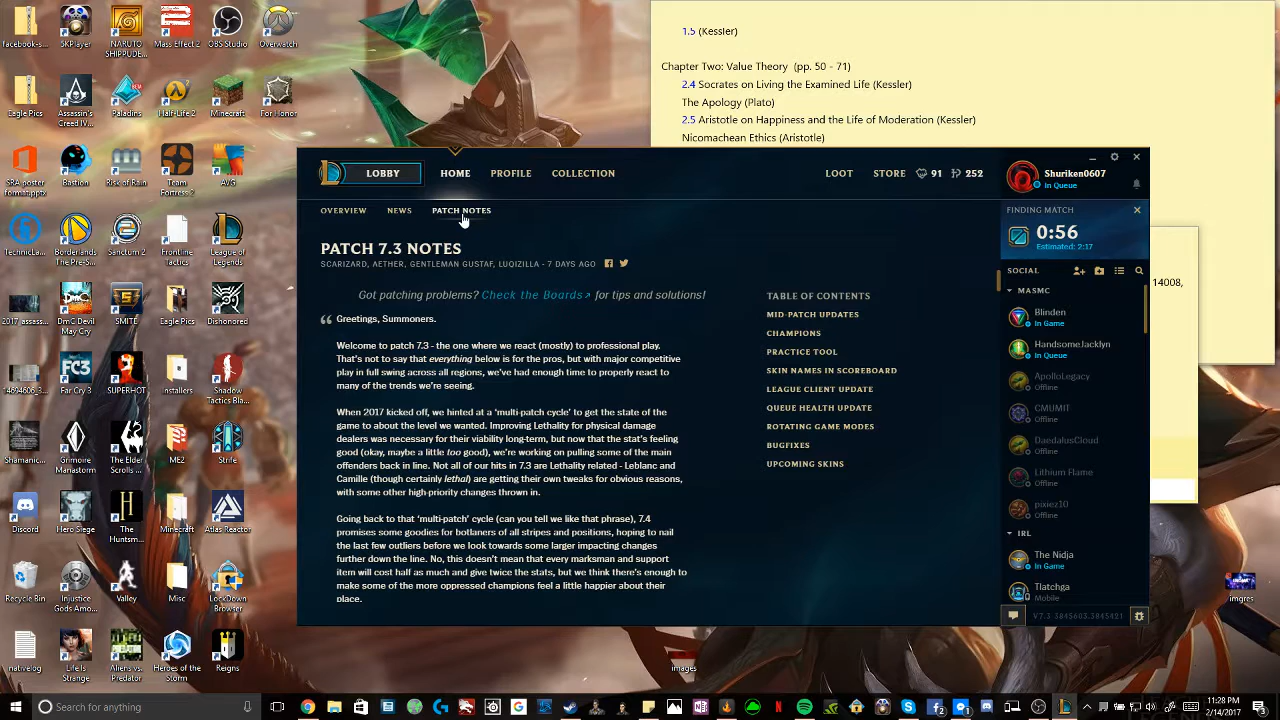 facebook-s...
5KPlayer
NARUTO SHIPPUDE...
Mass Effect 2
OBS Studio
Overwatch
Eagle Pics
Assassin's Creed IV...
Paladins
Half-Life 2
Minecraft
For Honor
SRA poster format.pptx
Bastion
Risk of Rain
Team Fortress 2
AVG
TechnicLa...
Borderlands The Pre-S...
Sanctum 2
Frontline Tactics
League of Legends
2017_assass...
DmC Devil May Cry
SMITE
Eagle Pics
Dishonored
14694606_3...
Far Cry 3
SUPERHOT
Installers
Shadow Tactics Bla...
Shamanic...
Grimoire Manastorm
The Elder Scrolls ...
ME2
Strife
Discord
Hero Siege
The Huntsm...
Minecraft
Atlas Reactor
Recycle Bin
Injustice Gods Amo...
Valley
Misc
LockDown Browser
nativelog
Life Is Strange
Aliens vs. Predator
Heroes of the Storm
Reigns
images
imgres
1.5 (Kessler)
Chapter Two: Value Theory (pp. 50 - 71)
2.4 Socrates on Living the Examined Life (Kessler)
The Apology (Plato)
2.5 Aristotle on Happiness and the Life of Moderation (Kessler)
Nicomachean Ethics (Aristotle)
14008,
LOBBY
HOME
PROFILE
COLLECTION
LOOT
STORE
91
252
Shuriken0607
In Queue
OVERVIEW
NEWS
PATCH NOTES
FINDING MATCH
0:56
Estimated: 2:17
PATCH 7.3 NOTES
SCARIZARD, AETHER, GENTLEMAN GUSTAF, LUQIZILLA - 7 DAYS AGO
Got patching problems? Check the Boards↗ for tips and solutions!
Greetings, Summoners.
Welcome to patch 7.3 - the one where we react (mostly) to professional play.
That's not to say that everything below is for the pros, but with major competitive
play in full swing across all regions, we've had enough time to properly react to
many of the trends we're seeing.
When 2017 kicked off, we hinted at a 'multi-patch cycle' to get the state of the
game to about the level we wanted. Improving Lethality for physical damage
dealers was necessary for their viability long-term, but now that the stat's feeling
good (okay, maybe a little too good), we're working on pulling some of the main
offenders back in line. Not all of our hits in 7.3 are Lethality related - Leblanc and
Camille (though certainly lethal) are getting their own tweaks for obvious reasons,
with some other high-priority changes thrown in.
Going back to that 'multi-patch' cycle (can you tell we like that phrase), 7.4
promises some goodies for botlaners of all stripes and positions, hoping to nail
the last few outliers before we look towards some larger impacting changes
further down the line. No, this doesn't mean that every marksman and support
item will cost half as much and give twice the stats, but we think there's enough to
make some of the more oppressed champions feel a little happier about their
place.
TABLE OF CONTENTS
MID-PATCH UPDATES
CHAMPIONS
PRACTICE TOOL
SKIN NAMES IN SCOREBOARD
LEAGUE CLIENT UPDATE
QUEUE HEALTH UPDATE
ROTATING GAME MODES
BUGFIXES
UPCOMING SKINS
SOCIAL
MASMC
Blinden
In Game
HandsomeJacklyn
In Queue
ApolloLegacy
Offline
CMUMIT
Offline
DaedalusCloud
Offline
Lithium Flame
Offline
pixiez10
Offline
IRL
The Nidja
In Game
Tlatchga
Mobile
V7.3 3845603.3845421
Search for anything
11:28 PM
2/14/2017